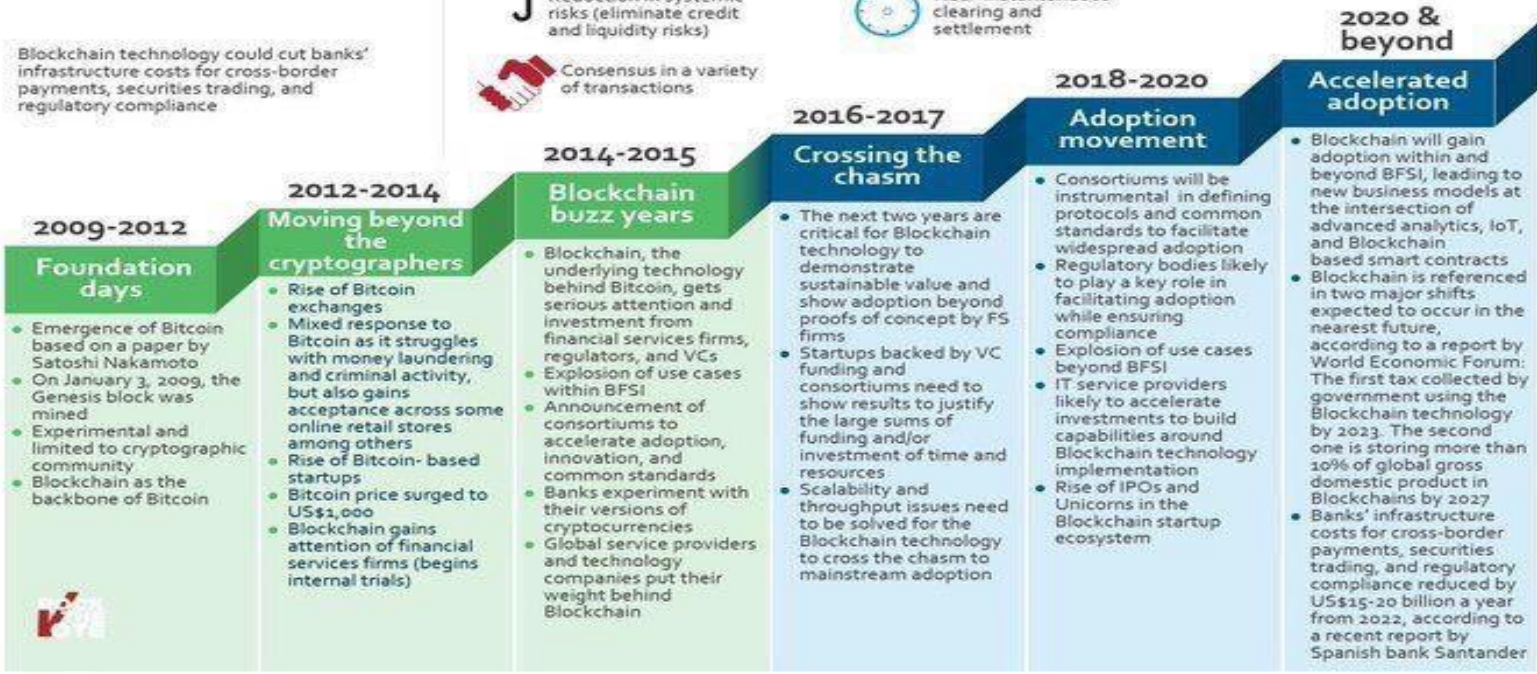 Blockchain technology could cut banks'
infrastructure costs for cross-border
payments, securities trading, and
regulatory compliance
risks (eliminate credit
and liquidity risks)
Consensus in a variety
of transactions
clearing and
settlement
2009-2012
Foundation
days
• Emergence of Bitcoin
based on a paper by
Satoshi Nakamoto
• On January 3, 2009, the
Genesis block was
mined
• Experimental and
limited to cryptographic
community
• Blockchain as the
backbone of Bitcoin
2012-2014
Moving beyond
the
cryptographers
• Rise of Bitcoin
exchanges
• Mixed response to
Bitcoin as it struggles
with money laundering
and criminal activity,
but also gains
acceptance across some
online retail stores
among others
• Rise of Bitcoin- based
startups
• Bitcoin price surged to
US$1,000
• Blockchain gains
attention of financial
services firms (begins
internal trials)
2014-2015
Blockchain
buzz years
• Blockchain, the
underlying technology
behind Bitcoin, gets
serious attention and
investment from
financial services firms,
regulators, and VCs
• Explosion of use cases
within BFSI
• Announcement of
consortiums to
accelerate adoption,
innovation, and
common standards
• Banks experiment with
their versions of
cryptocurrencies
• Global service providers
and technology
companies put their
weight behind
Blockchain
2016-2017
Crossing the
chasm
• The next two years are
critical for Blockchain
technology to
demonstrate
sustainable value and
show adoption beyond
proofs of concept by FS
firms
• Startups backed by VC
funding and
consortiums need to
show results to justify
the large sums of
funding and/or
investment of time and
resources
• Scalability and
throughput issues need
to be solved for the
Blockchain technology
to cross the chasm to
mainstream adoption
2018-2020
Adoption
movement
• Consortiums will be
instrumental in defining
protocols and common
standards to facilitate
widespread adoption
• Regulatory bodies likely
to play a key role in
facilitating adoption
while ensuring
compliance
• Explosion of use cases
beyond BFSI
• IT service providers
likely to accelerate
investments to build
capabilities around
Blockchain technology
implementation
• Rise of IPOs and
Unicorns in the
Blockchain startup
ecosystem
2020 &
beyond
Accelerated
adoption
• Blockchain will gain
adoption within and
beyond BFSI, leading to
new business models at
the intersection of
advanced analytics, IoT,
and Blockchain
based smart contracts
• Blockchain is referenced
in two major shifts
expected to occur in the
nearest future,
according to a report by
World Economic Forum:
The first tax collected by
government using the
Blockchain technology
by 2023. The second
one is storing more than
10% of global gross
domestic product in
Blockchains by 2027
• Banks' infrastructure
costs for cross-border
payments, securities
trading, and regulatory
compliance reduced by
US$15-20 billion a year
from 2022, according to
a recent report by
Spanish bank Santander